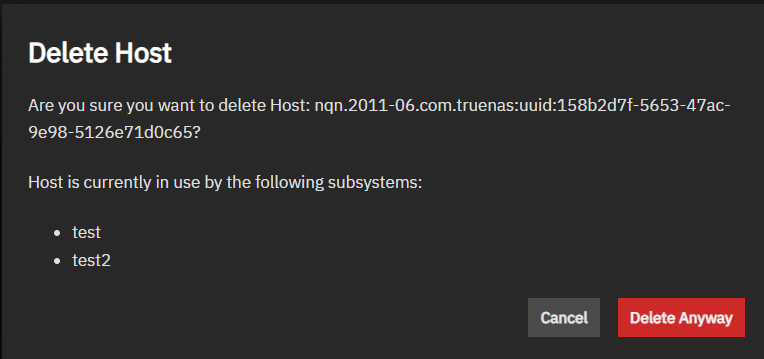 Delete Host
Are you sure you want to delete Host: nqn.2011-06.com.truenas:uuid:158b2d7f-5653-47ac-
9e98-5126e71d0c65?
Host is currently in use by the following subsystems:
• test
• test2
Cancel Delete Anyway